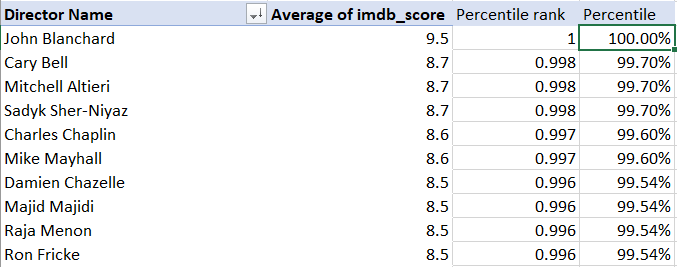 Director Name Average of imdb_score Percentile rank Percentile
John Blanchard 9.5 1 100.00%
Cary Bell 8.7 0.998 99.70%
Mitchell Altieri 8.7 0.998 99.70%
Sadyk Sher-Niyaz 8.7 0.998 99.70%
Charles Chaplin 8.6 0.997 99.60%
Mike Mayhall 8.6 0.997 99.60%
Damien Chazelle 8.5 0.996 99.54%
Majid Majidi 8.5 0.996 99.54%
Raja Menon 8.5 0.996 99.54%
Ron Fricke 8.5 0.996 99.54%